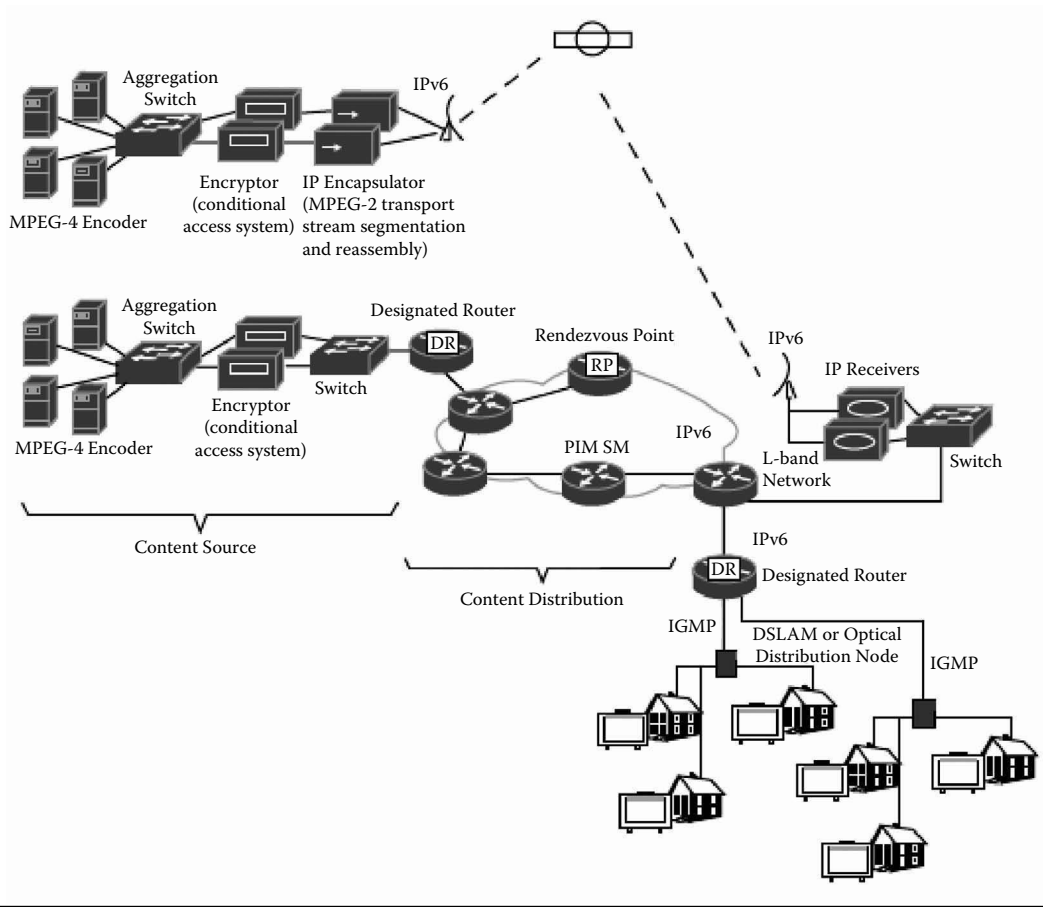 Aggregation
Switch
IPv6
MPEG-4 Encoder
Encryptor
(conditional
access system)
IP Encapsulator
(MPEG-2 transport
stream segmentation
and reassembly)
Aggregation
Switch
Designated Router
DR
Rendezvous Point
RP
IPv6
IP Receivers
Switch
Encryptor
(conditional
access system)
MPEG-4 Encoder
PIM SM
IPv6
L-band
Network
Switch
Content Source
Content Distribution
IPv6
DR
Designated Router
IGMP
DSLAM or Optical
Distribution Node
IGMP